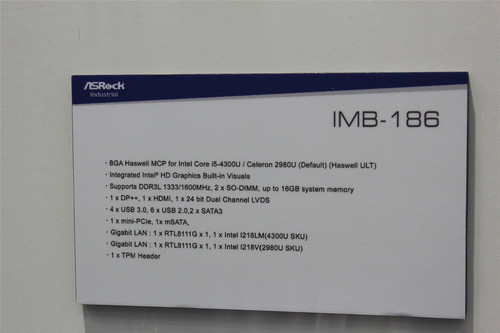 ASRock
Industrial
IMB-186
· BGA Haswell MCP for Intel Core i5-4300U / Celeron 2980U (Default) (Haswell ULT)
· Integrated Intel® HD Graphics Built-in Visuals
· Supports DDR3L 1333/1600MHz, 2 x SO-DIMM, up to 16GB system memory
· 1 x DP++, 1 x HDMI, 1 x 24 bit Dual Channel LVDS
· 4 x USB 3.0, 6 x USB 2.0,2 x SATA3
· 1 x mini-PCIe, 1x mSATA,
· Gigabit LAN : 1 x RTL8111G x 1, 1 x Intel I218LM(4300U SKU)
· Gigabit LAN : 1 x RTL8111G x 1, 1 x Intel I218V(2980U SKU)
· 1 x TPM Header